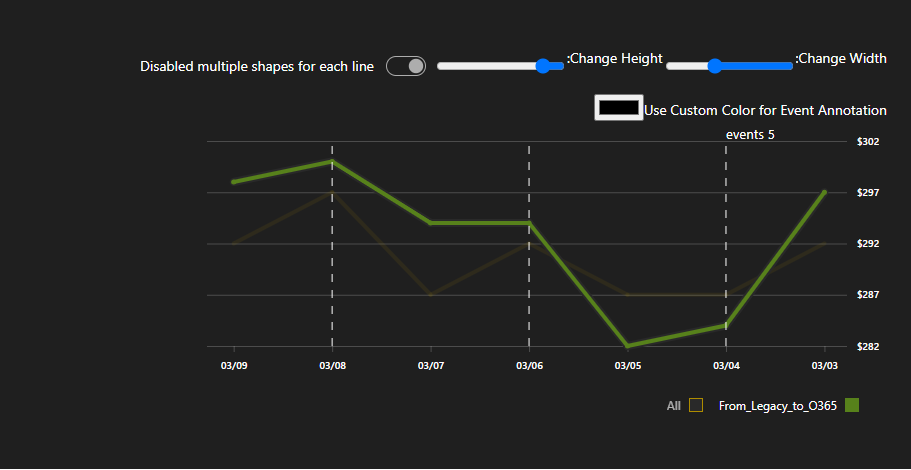 Disabled multiple shapes for each line
:Change Height
:Change Width
Use Custom Color for Event Annotation
events 5
$302
$297
$292
$287
$282
03/09
03/08
03/07
03/06
03/05
03/04
03/03
All
From_Legacy_to_O365